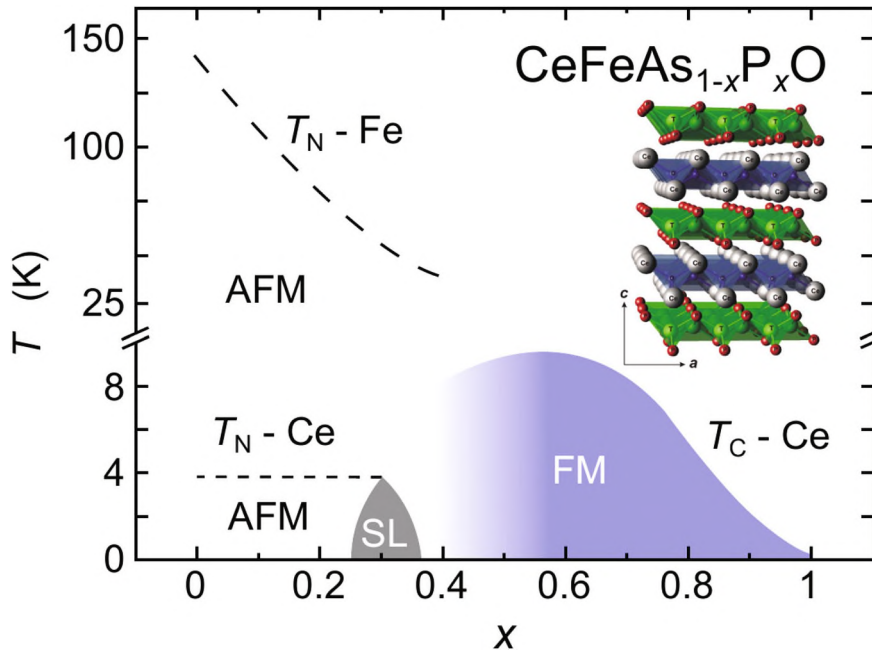 CeFeAs1-xPxO
150
100
25
8
4
0
T (K)
TN - Fe
AFM
TN - Ce
AFM
SL
FM
TC - Ce
c
a
0 0.2 0.4 0.6 0.8 1
x